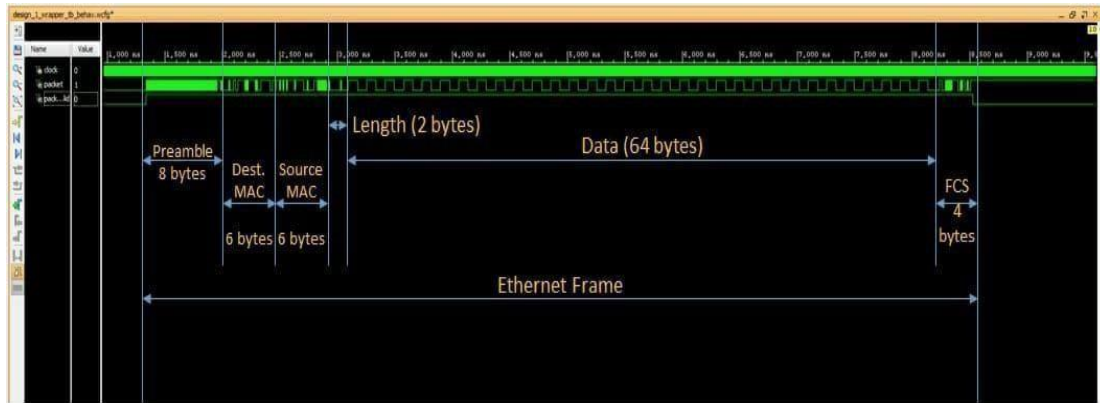 design_1_wrapper_tb_behav.wcfg*
Name Value
1,000 ns 1,500 ns 2,000 ns 2,500 ns 3,000 ns 3,500 ns 4,000 ns 4,500 ns 5,000 ns 5,500 ns 6,000 ns 6,500 ns 7,000 ns 7,500 ns 8,000 ns 8,500 ns 9,000 ns
clock 0
packet 1
0
Length (2 bytes)
Data (64 bytes)
Preamble
8 bytes
Dest.
MAC
6 bytes
Source
MAC
6 bytes
FCS
4
bytes
Ethernet Frame